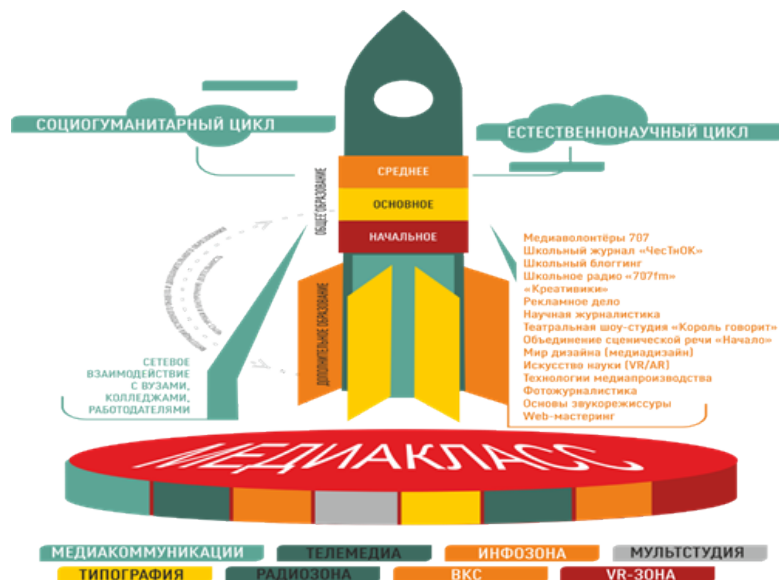 СОЦИОГУМАНИТАРНЫЙ ЦИКЛ
ЕСТЕСТВЕННОНАУЧНЫЙ ЦИКЛ
ОБЩЕЕ ОБРАЗОВАНИЕ
СРЕДНЕЕ
ОСНОВНОЕ
НАЧАЛЬНОЕ
ДОПОЛНИТЕЛЬНОЕ ОБРАЗОВАНИЕ
СЕТЕВОЕ
ВЗАИМОДЕЙСТВИЕ
С ВУЗАМИ,
КОЛЛЕДЖАМИ,
РАБОТОДАТЕЛЯМИ
Медиаволонтёры 707
Школьный журнал «ЧесТнОК»
Школьный блоггинг
Школьное радио «707fm»
«Креативики»
Рекламное дело
Научная журналистика
Театральная шоу-студия «Король говорит»
Объединение сценической речи «Начало»
Мир дизайна (медиадизайн)
Искусство науки (VR/AR)
Технологии медиапроизводства
Фотожурналистика
Основы звукорежиссуры
Web-мастеринг
МЕДИАКЛАСС
МЕДИАКОММУНИКАЦИИ
ТЕЛЕМЕДИА
ИНФОЗОНА
МУЛЬТСТУДИЯ
ТИПОГРАФИЯ
РАДИОЗОНА
ВКС
VR-ЗОНА